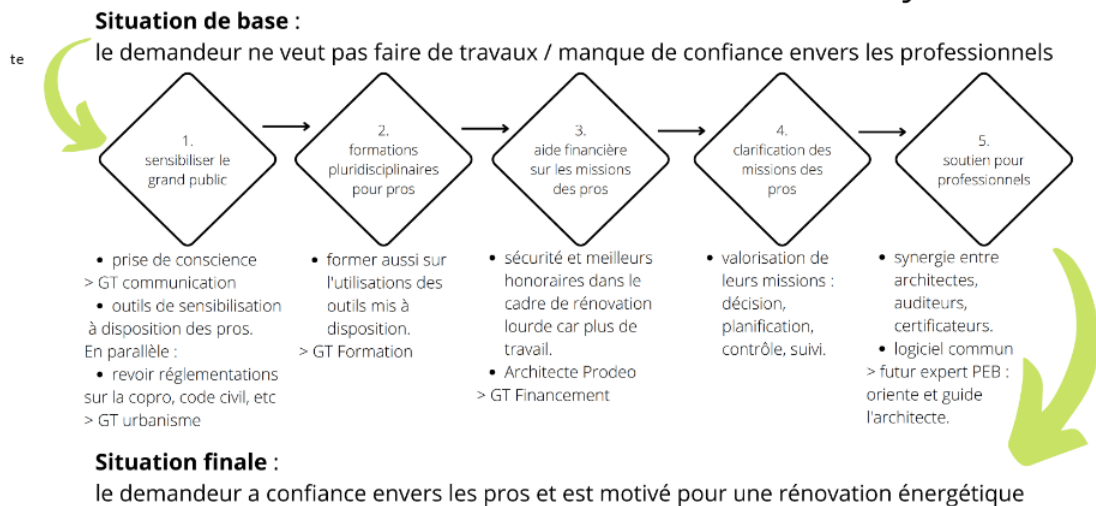 Situation de base :
te
le demandeur ne veut pas faire de travaux / manque de confiance envers les professionnels
1.
sensibiliser le
grand public
2.
formations
pluridisciplinaires
pour pros
3.
aide financière
sur les missions
des pros
4.
clarification des
missions des
pros
5.
soutien pour
professionnels
• prise de conscience
> GT communication
• outils de sensibilisation
à disposition des pros.
En parallèle :
• revoir réglementations
sur la copro, code civil, etc
> GT urbanisme
• former aussi sur
l'utilisations des
outils mis à
disposition.
> GT Formation
• sécurité et meilleurs
honoraires dans le
cadre de rénovation
lourde car plus de
travail.
• Architecte Prodeo
> GT Financement
• valorisation de
leurs missions :
décision,
planification,
contrôle, suivi.
• synergie entre
architectes,
auditeurs,
certificateurs.
• logiciel commun
> futur expert PEB :
oriente et guide
l'architecte.
Situation finale :
le demandeur a confiance envers les pros et est motivé pour une rénovation énergétique